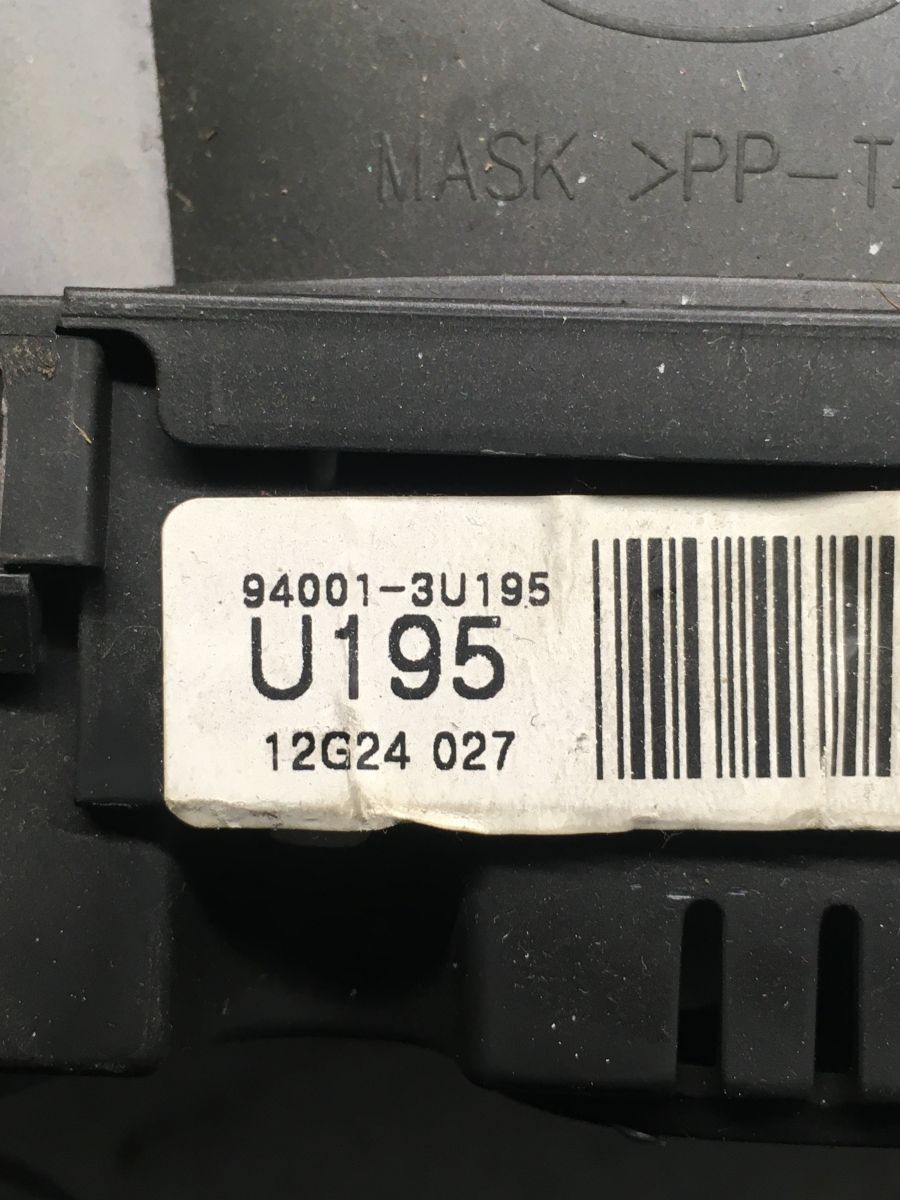 MASK >PP-T
94001-3U195
U195
12G24 027